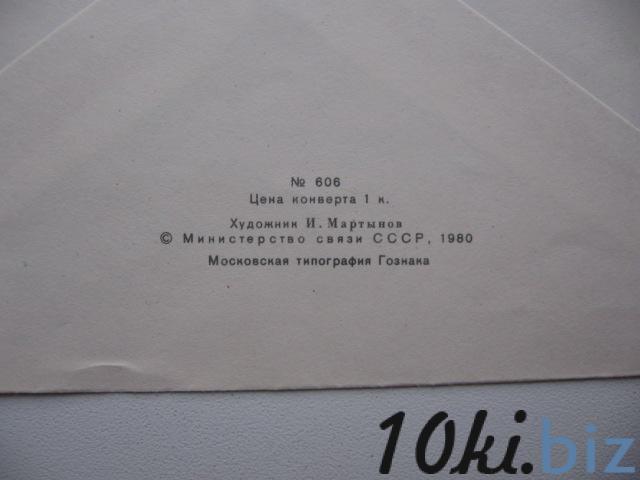 № 606
Цена конверта 1 к.
Художник И. Мартынов
© Министерство связи СССР, 1980
Московская типография Гознака
10ki.biz